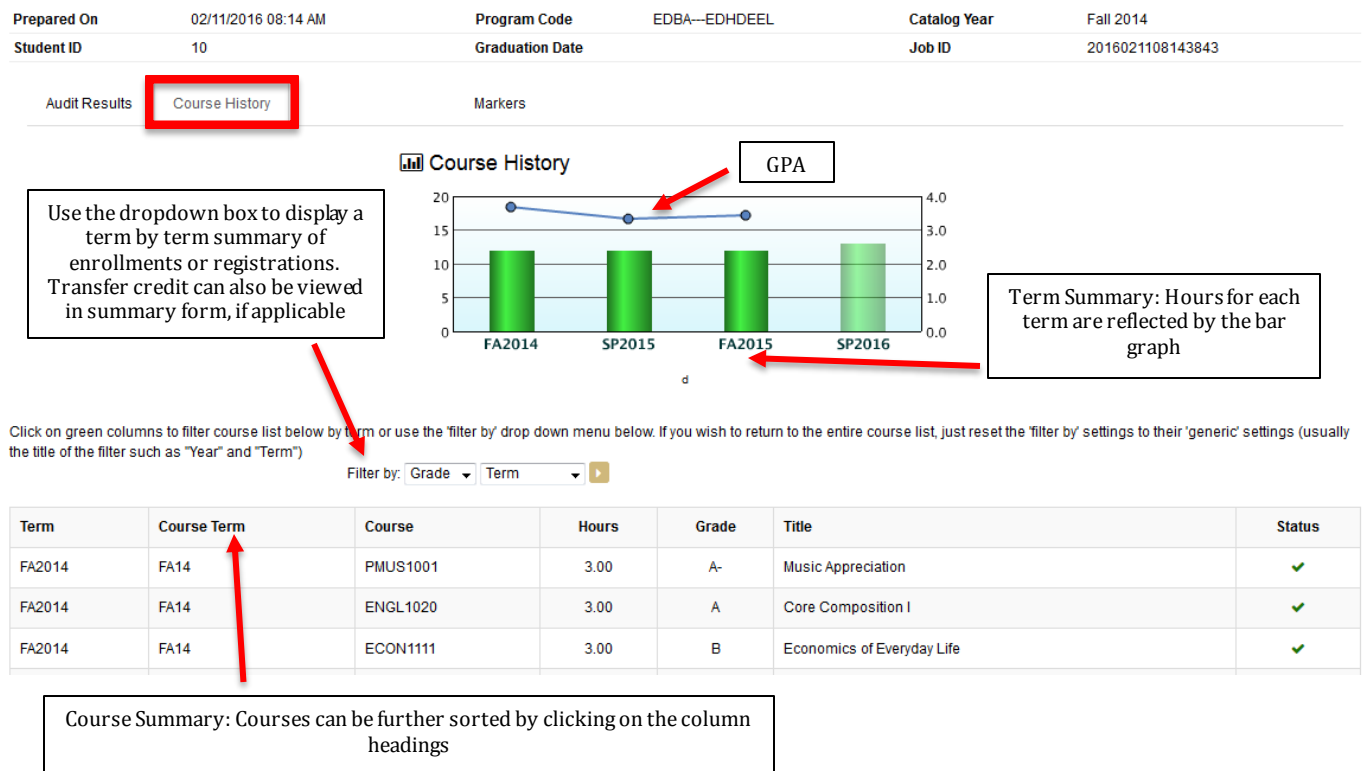 Prepared On 02/11/2016 08:14 AM Program Code EDBA---EDHDEEL Catalog Year Fall 2014
Student ID 10 Graduation Date Job ID 2016021108143843
Audit Results Course History Markers
Course History
GPA
Use the dropdown box to display a
term by term summary of
enrollments or registrations.
Transfer credit can also be viewed
in summary form, if applicable
20 4.0
15 3.0
10 2.0
5 1.0
0 0.0
FA2014 SP2015 FA2015 SP2016
d
Term Summary: Hours for each
term are reflected by the bar
graph
Click on green columns to filter course list below by term or use the 'filter by' drop down menu below. If you wish to return to the entire course list, just reset the 'filter by' settings to their 'generic' settings (usually
the title of the filter such as "Year" and "Term")
Filter by: Grade Term
Term Course Term Course Hours Grade Title Status
FA2014 FA14 PMUS1001 3.00 A- Music Appreciation
FA2014 FA14 ENGL1020 3.00 A Core Composition I
FA2014 FA14 ECON1111 3.00 B Economics of Everyday Life
Course Summary: Courses can be further sorted by clicking on the column
headings